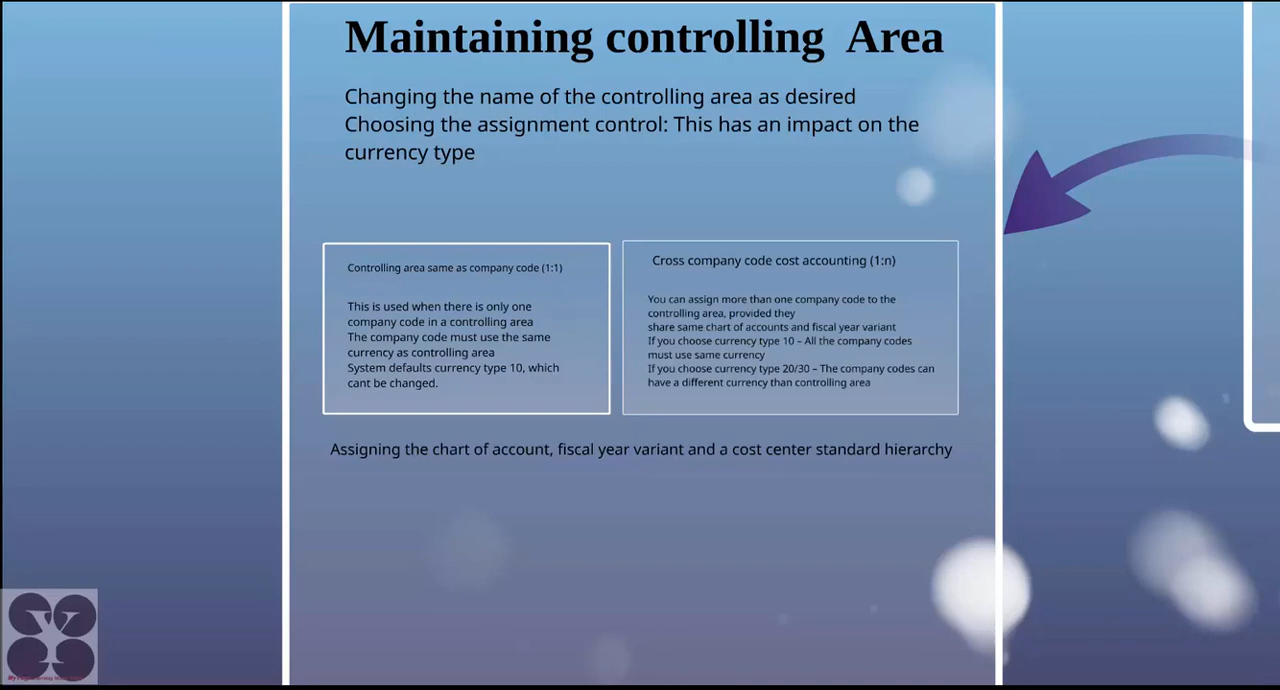 Maintaining controlling Area
Changing the name of the controlling area as desired
Choosing the assignment control: This has an impact on the
currency type
Controlling area same as company code (1:1)
This is used when there is only one
company code in a controlling area
The company code must use the same
currency as controlling area
System defaults currency type 10, which
cant be changed.
Cross company code cost accounting (1:n)
You can assign more than one company code to the
controlling area, provided they
share same chart of accounts and fiscal year variant
If you choose currency type 10 – All the company codes
must use same currency
If you choose currency type 20/30 – The company codes can
have a different currency than controlling area
Assigning the chart of account, fiscal year variant and a cost center standard hierarchy
Y